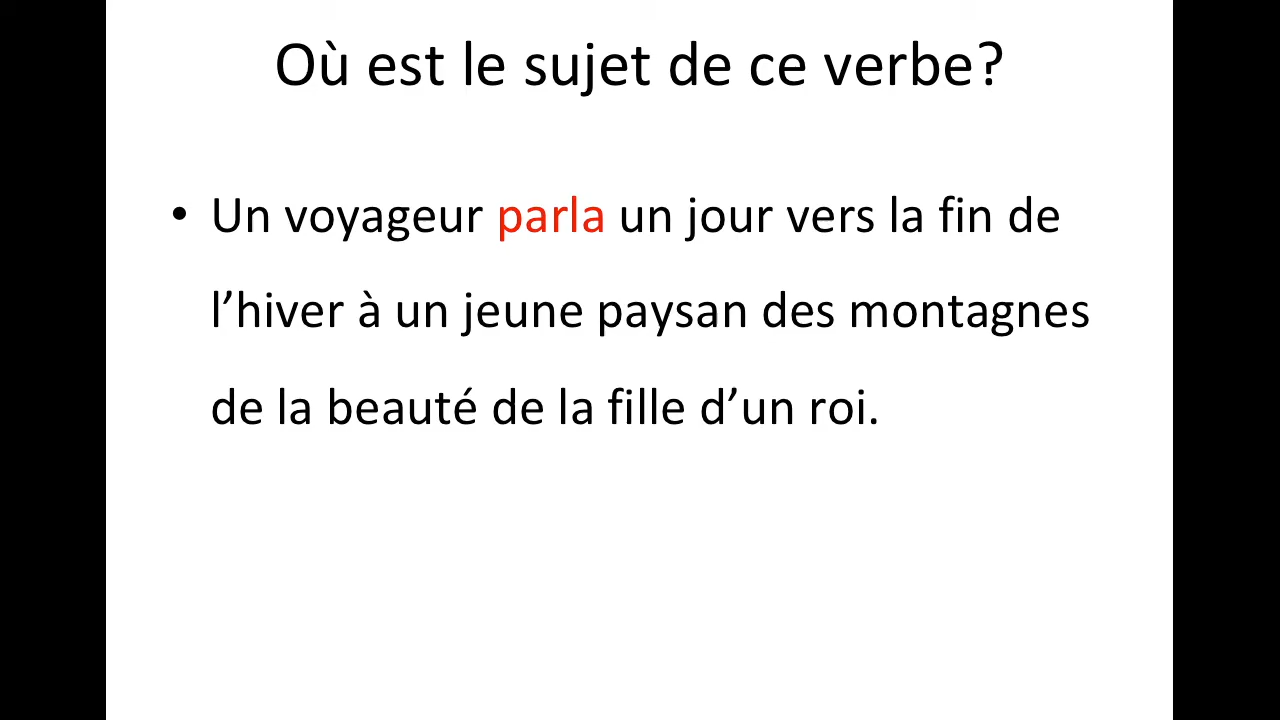 Où est le sujet de ce verbe?
• Un voyageur parla un jour vers la fin de
l’hiver à un jeune paysan des montagnes
de la beauté de la fille d’un roi.